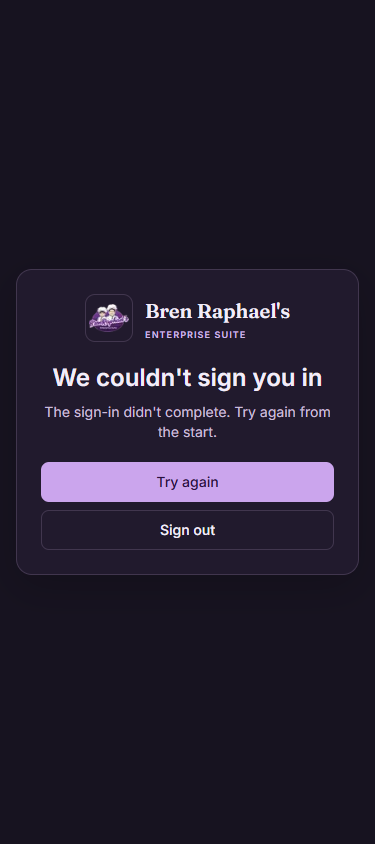 Bren Raphael's
ENTERPRISE SUITE
We couldn't sign you in
The sign-in didn't complete. Try again from
the start.
Try again
Sign out